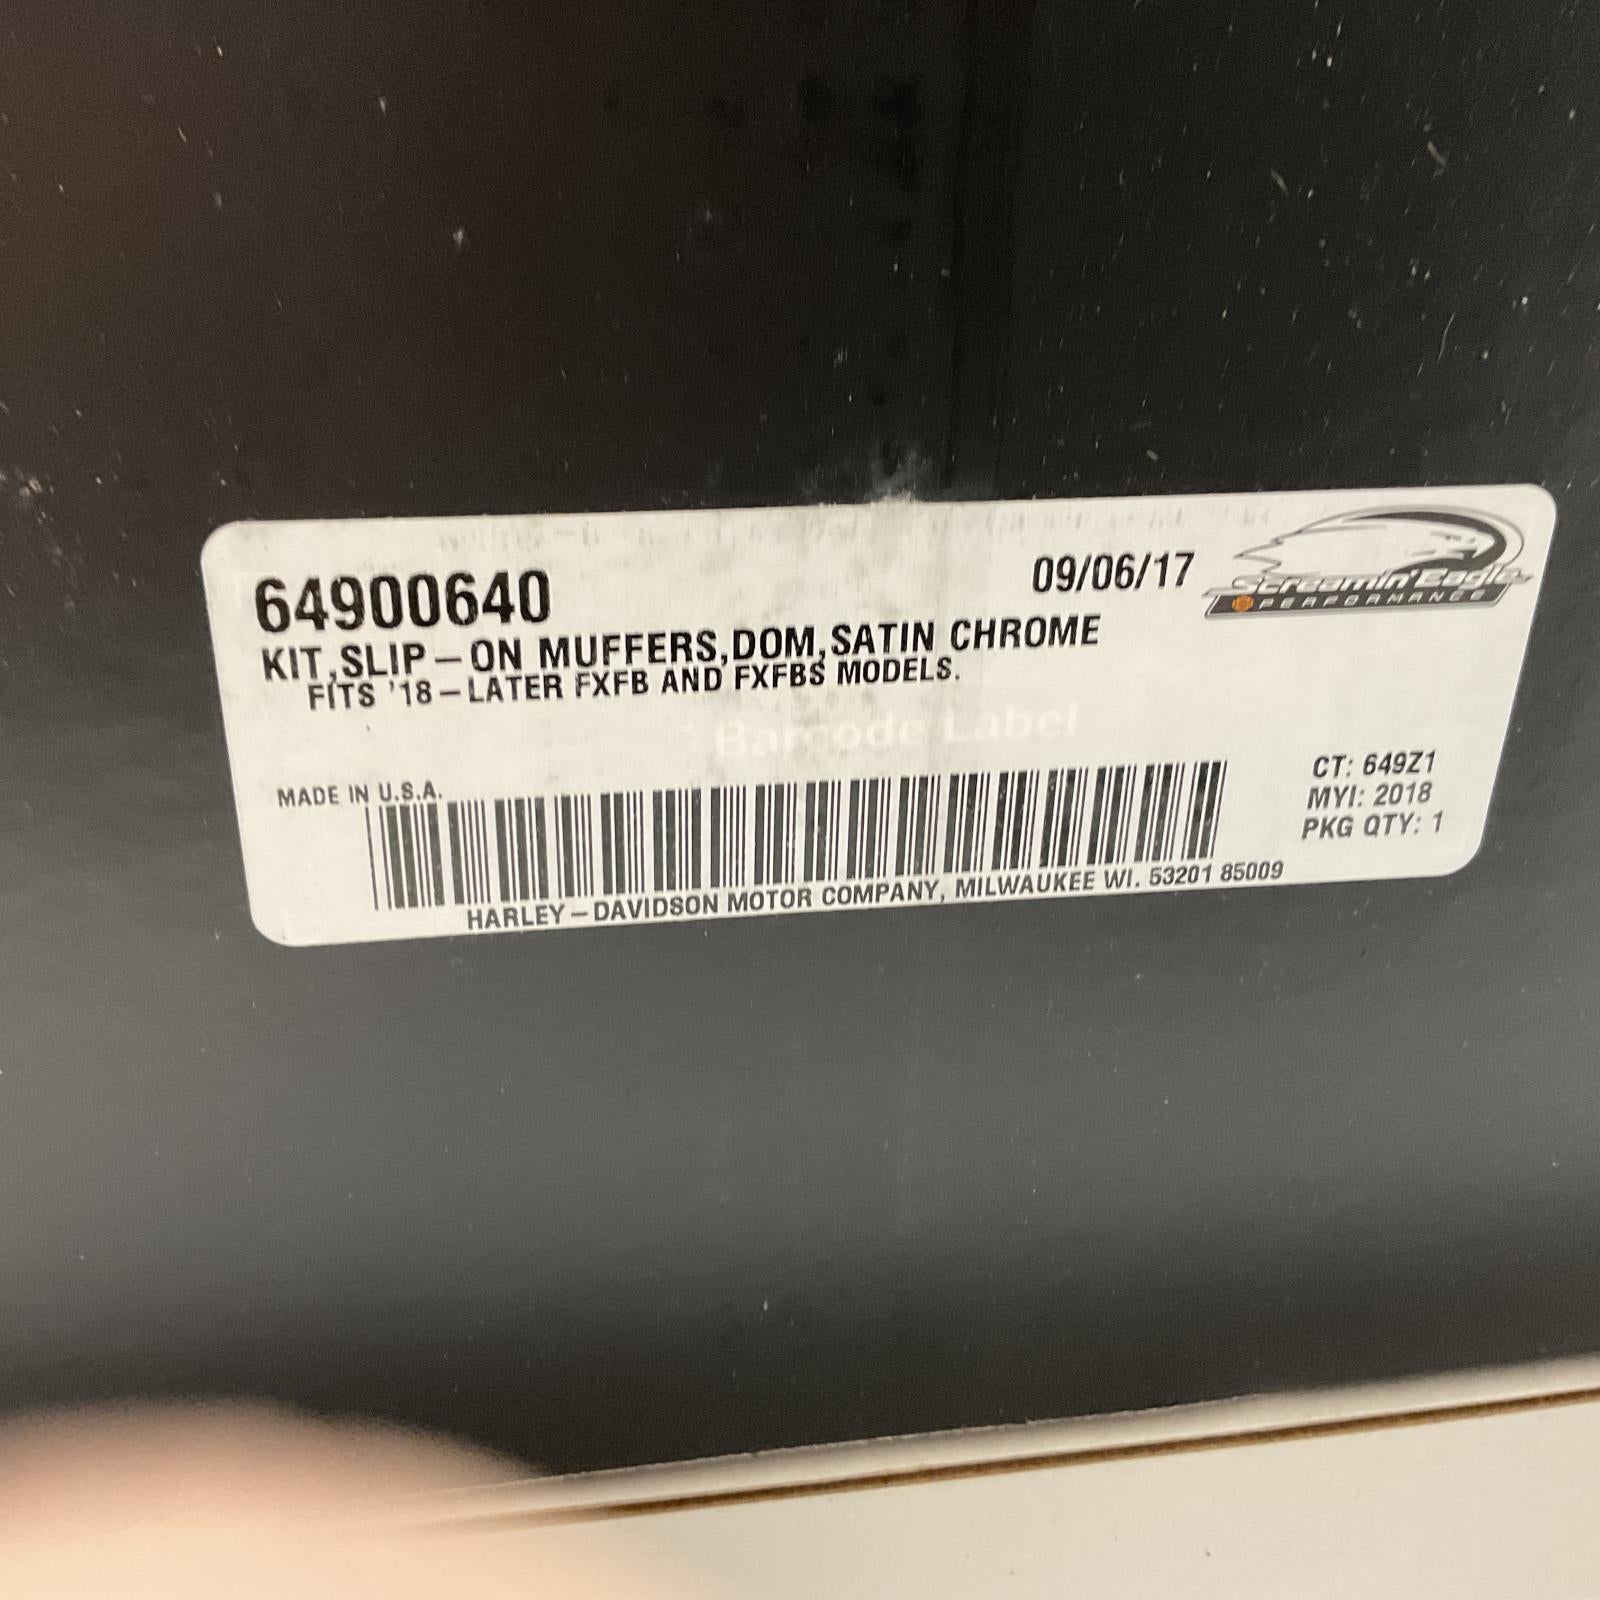 64900640
09/06/17
Screamin' Eagle
PERFORMANCE
KIT,SLIP-ON MUFFERS,DOM,SATIN CHROME
FITS '18-LATER FXFB AND FXFBS MODELS.
Barcode Label
MADE IN U.S.A.
CT: 649Z1
MYI: 2018
PKG QTY: 1
HARLEY-DAVIDSON MOTOR COMPANY, MILWAUKEE WI. 53201 85009